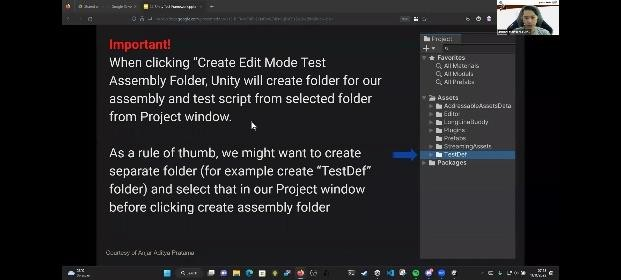 Important!
When clicking “Create Edit Mode Test
Assembly Folder, Unity will create folder for our
assembly and test script from selected folder
from Project window.
As a rule of thumb, we might want to create
separate folder (for example create “TestDef”
folder) and select that in our Project window
before clicking create assembly folder
Courtesy of Anjar Aditya Pratama
Project
Favorites
All Materials
All Models
All Prefabs
Assets
AddressableAssetsData
Editor
LongLineBuddy
Plugins
Prefabs
StreamingAssets
TestDef
Packages